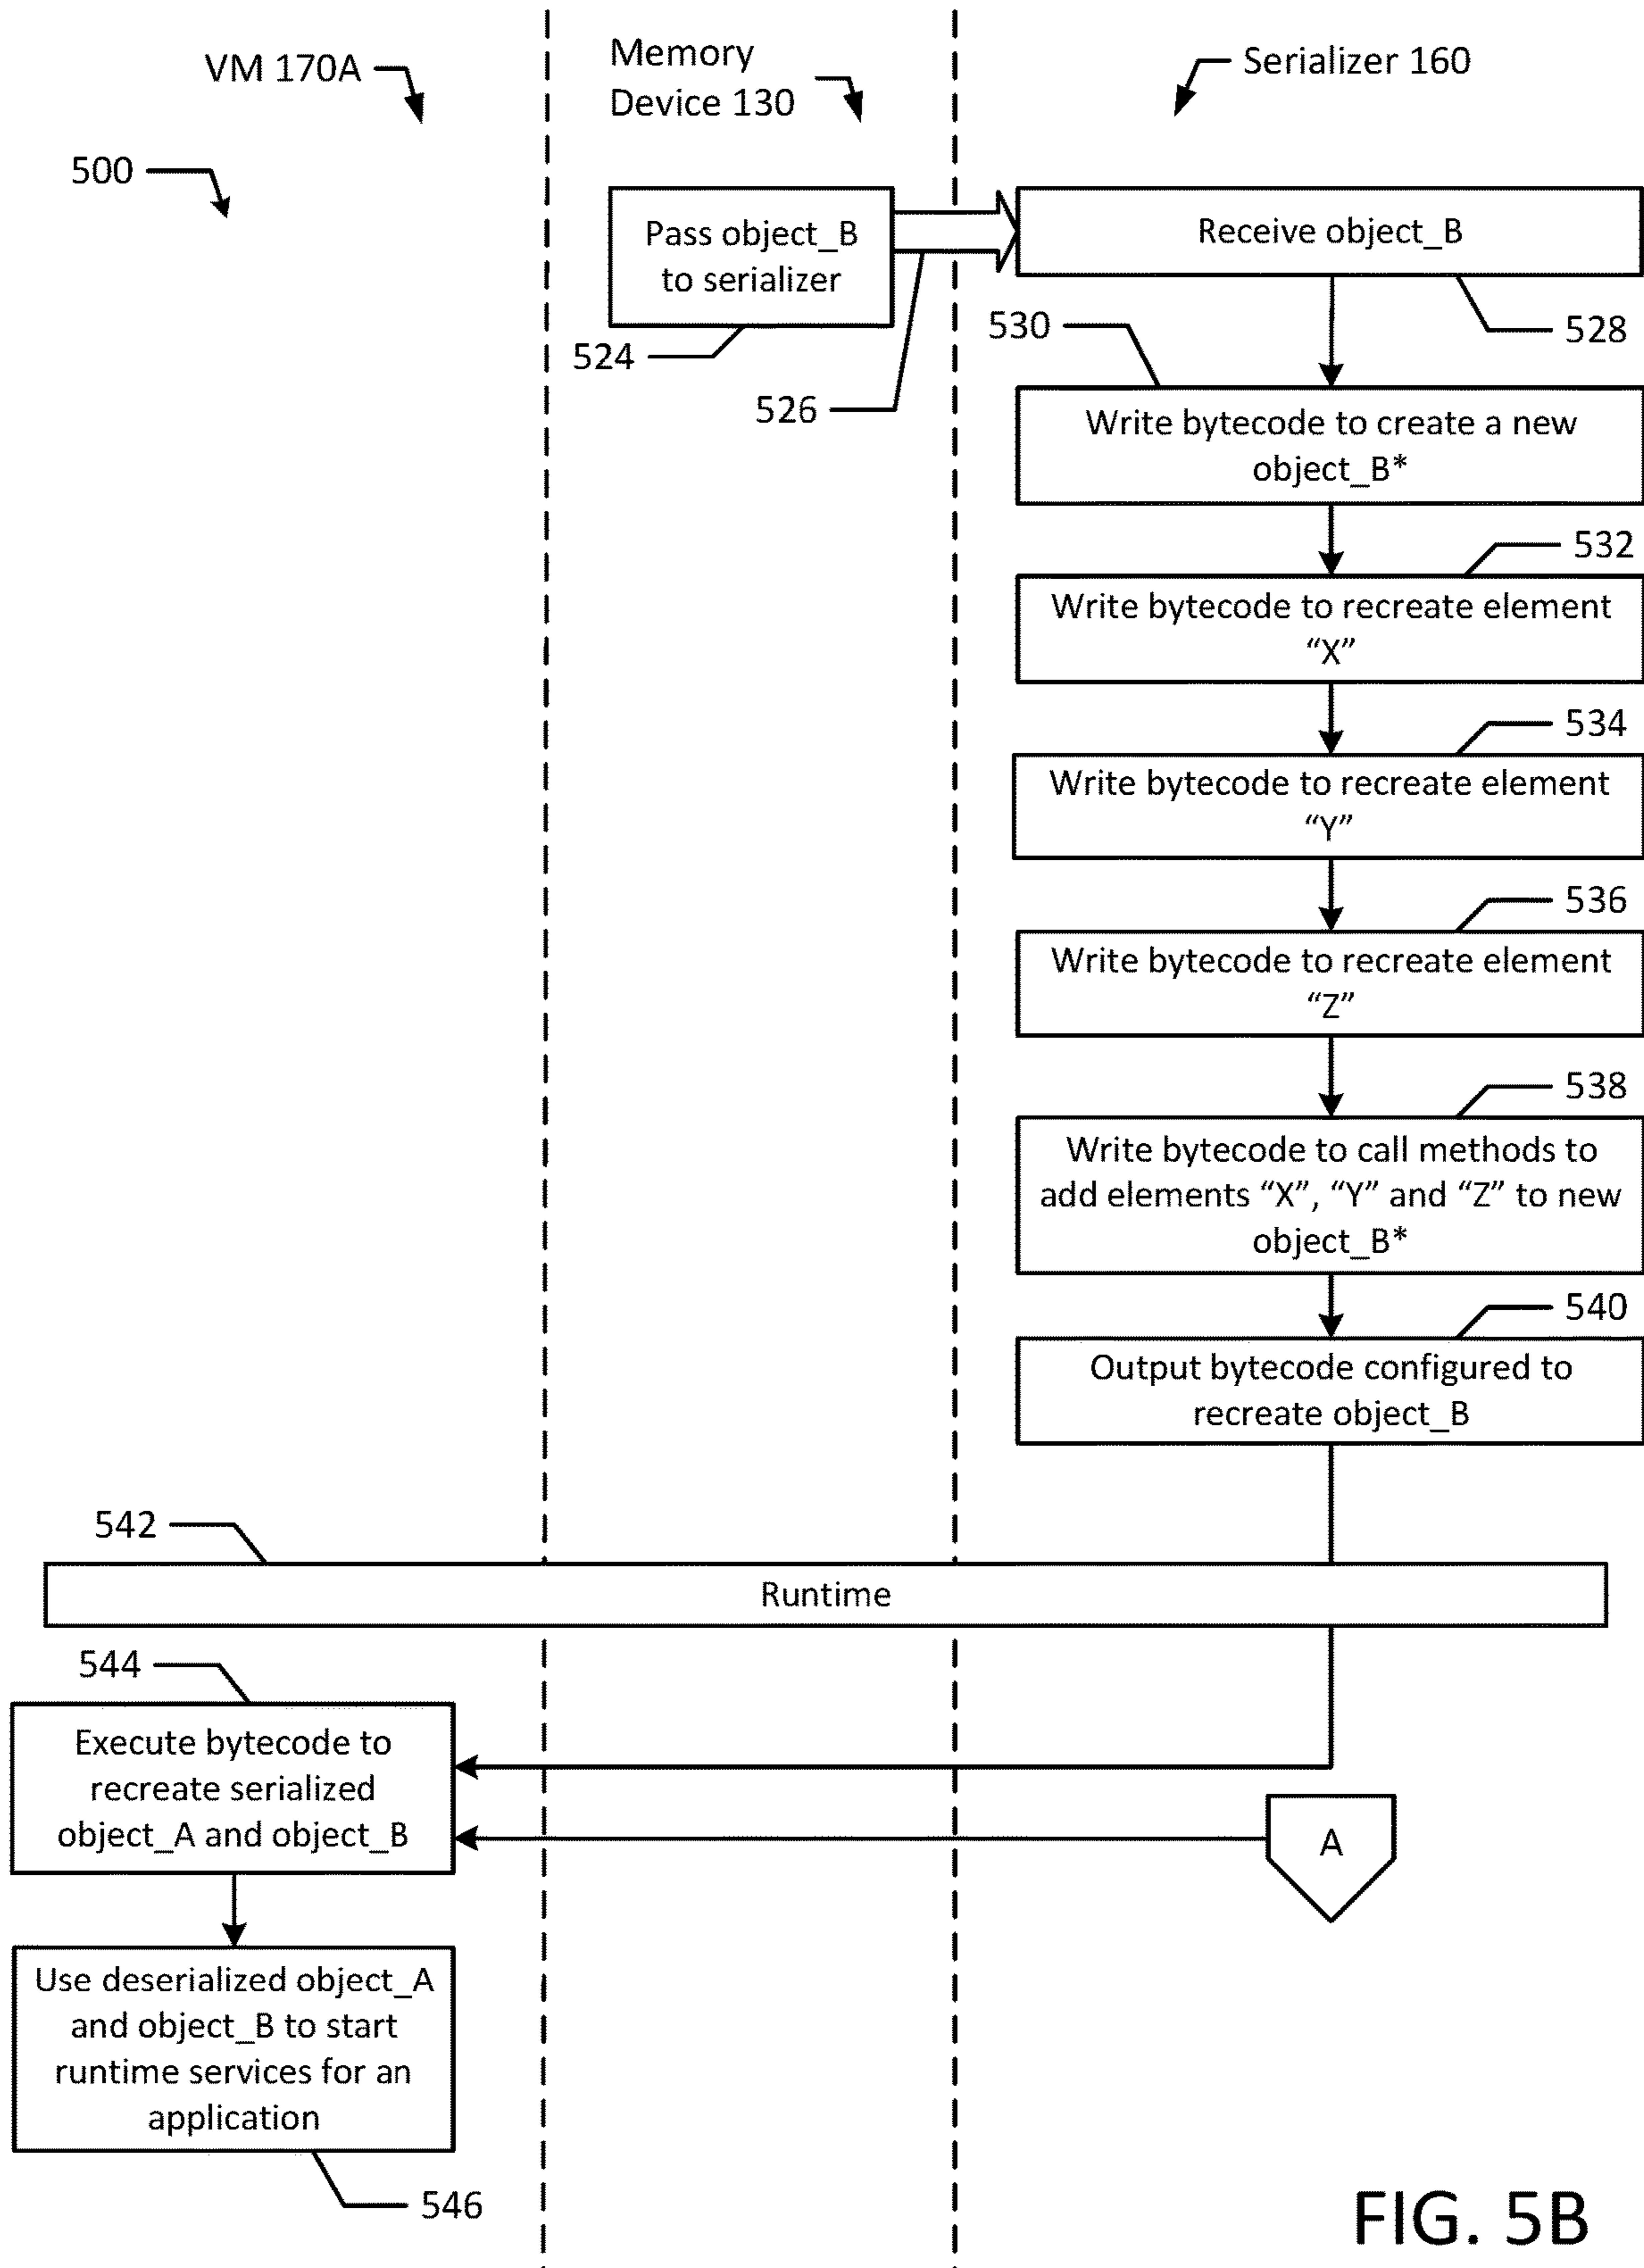 VM 170A
Memory
Device 130
Serializer 160
500
Pass object_B
to serializer
Receive object_B
524
526
528
530
Write bytecode to create a new
object_B*
532
Write bytecode to recreate element
“X”
534
Write bytecode to recreate element
“Y”
536
Write bytecode to recreate element
“Z”
538
Write bytecode to call methods to
add elements “X”, “Y” and “Z” to new
object_B*
540
Output bytecode configured to
recreate object_B
542
Runtime
544
Execute bytecode to
recreate serialized
object_A and object_B
A
Use deserialized object_A
and object_B to start
runtime services for an
application
546
FIG. 5B